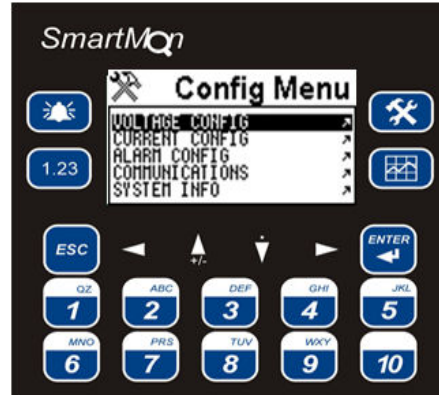 SmartMon
Config Menu
VOLTAGE CONFIG
CURRENT CONFIG
ALARM CONFIG
COMMUNICATIONS
SYSTEM INFO
1.23
ESC
+/-
ENTER
QZ
1
ABC
2
DEF
3
GHI
4
JKL
5
MNO
6
PRS
7
TUV
8
WXY
9
10